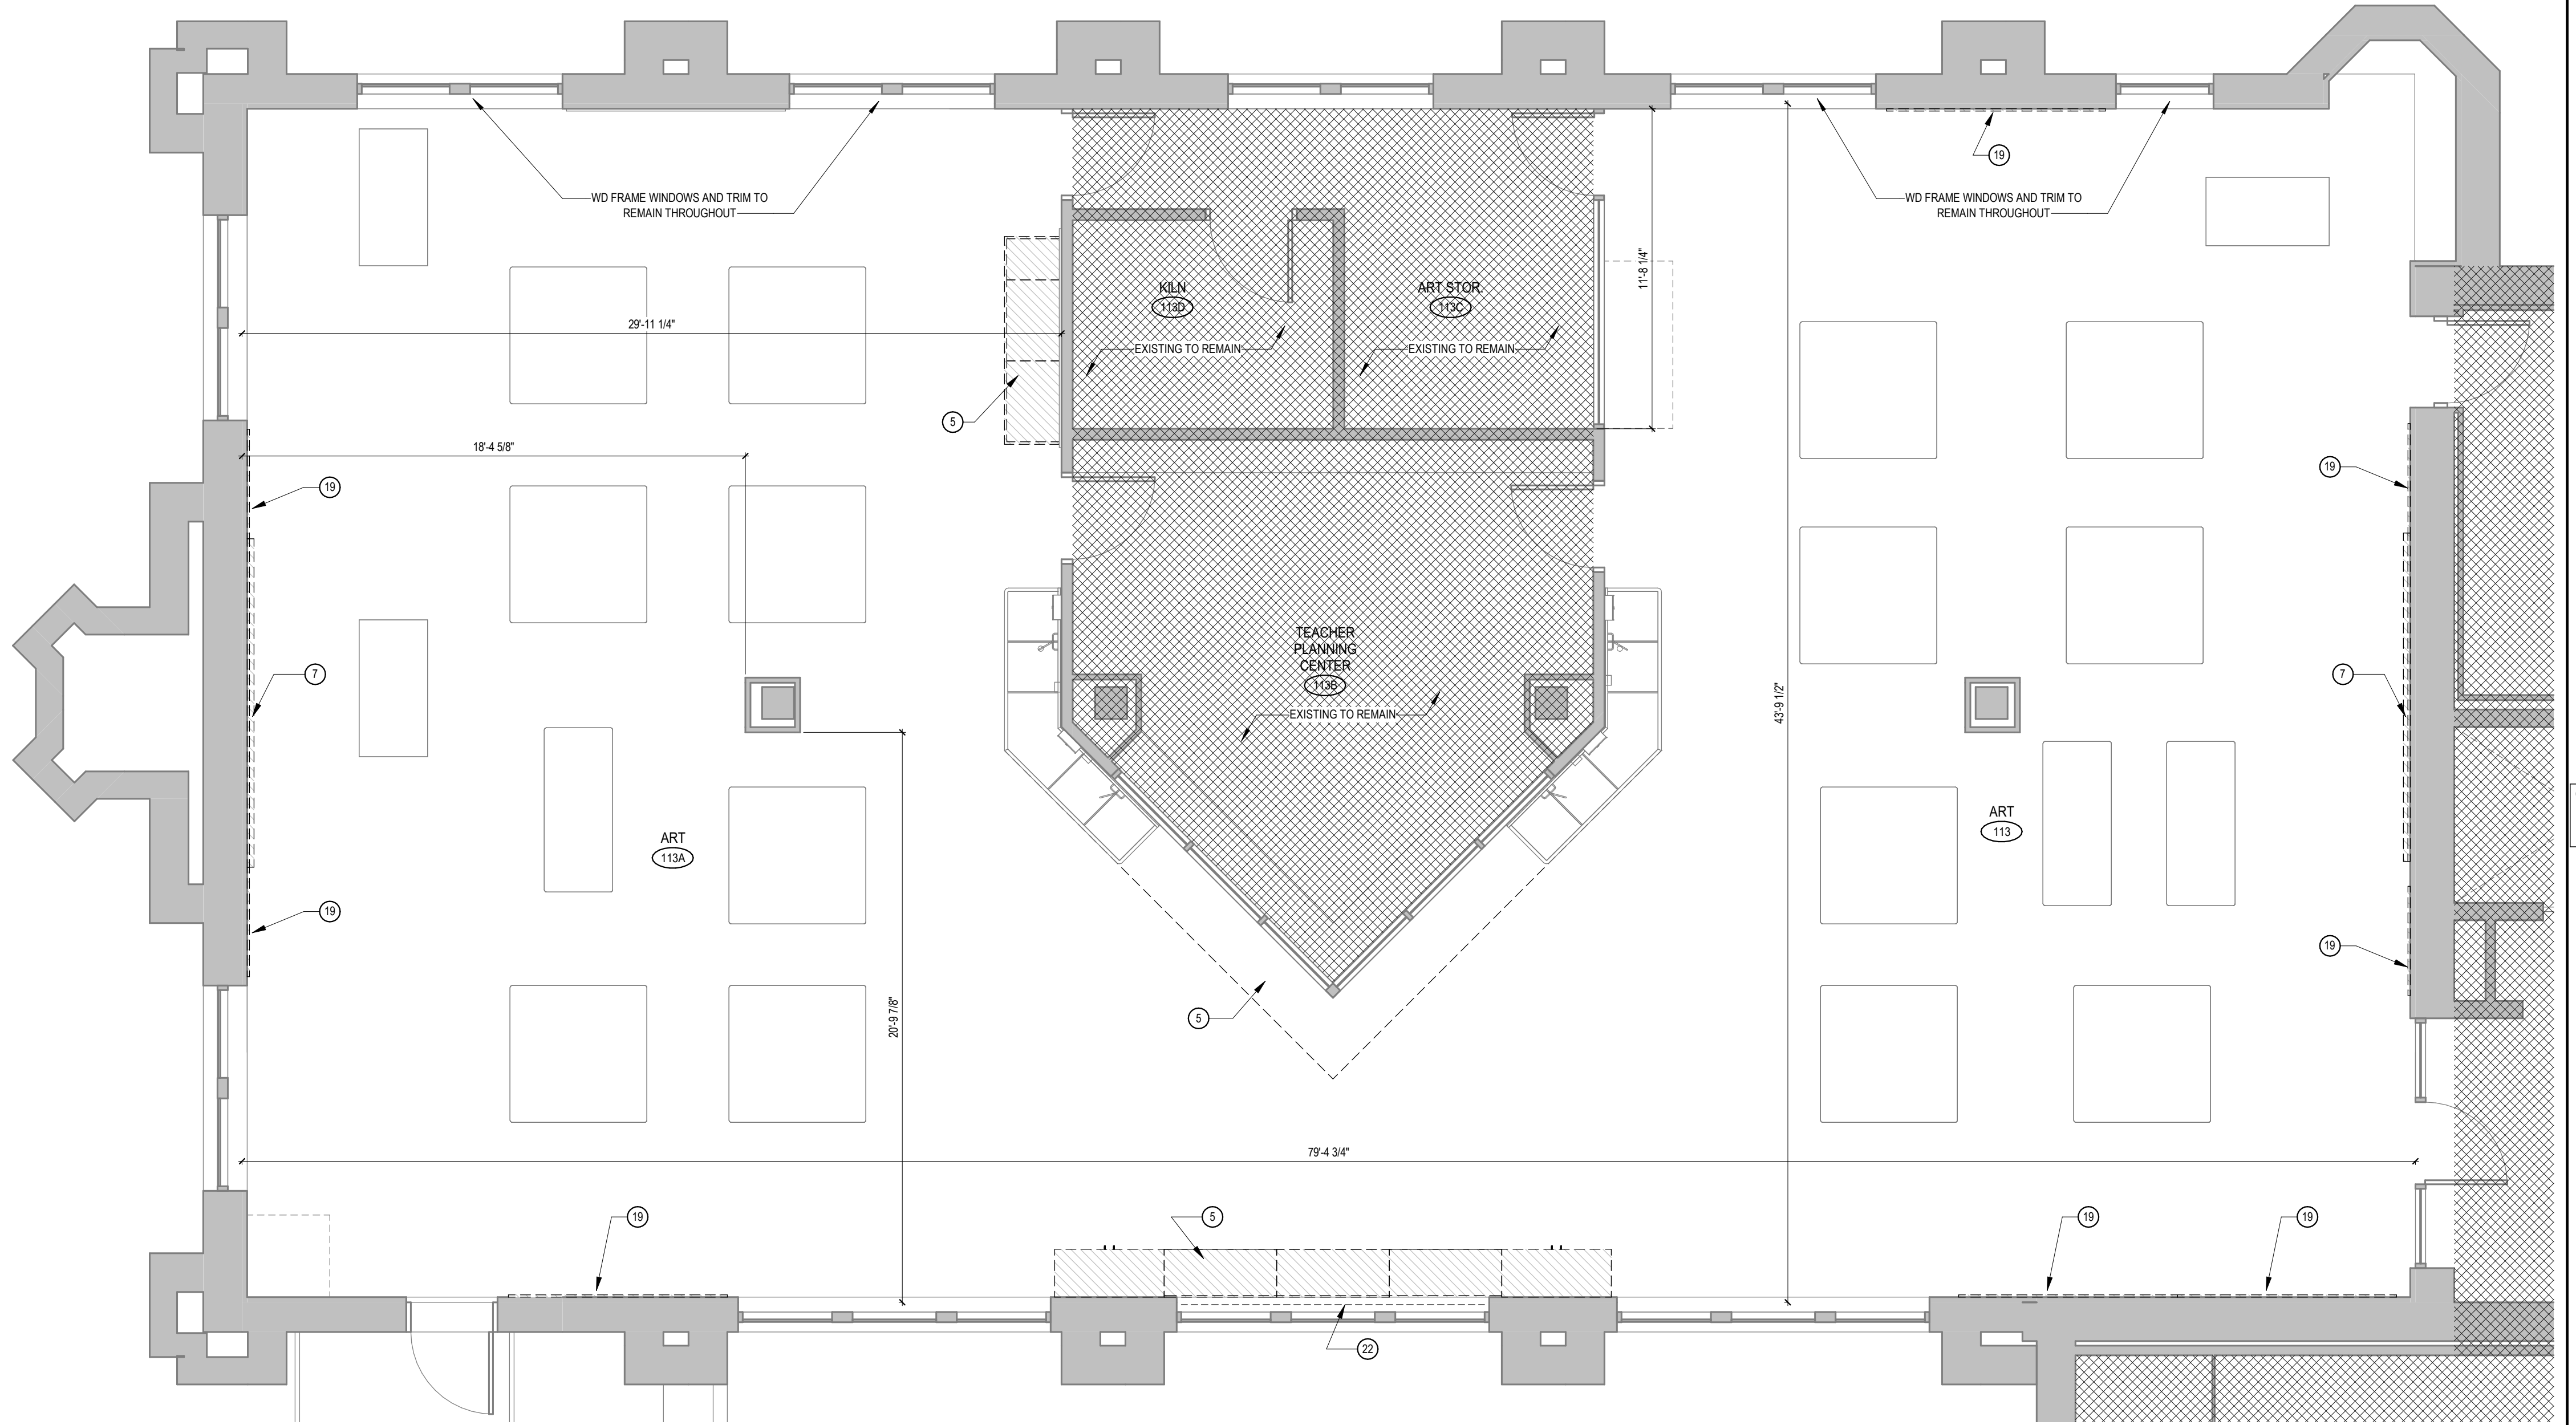 19
WD FRAME WINDOWS AND TRIM TO
REMAIN THROUGHOUT
WD FRAME WINDOWS AND TRIM TO
REMAIN THROUGHOUT
11'-8 1/4"
KILN
113D
ART STOR.
113C
29'-11 1/4"
EXISTING TO REMAIN
EXISTING TO REMAIN
5
18'-4 5/8"
19
19
TEACHER
PLANNING
CENTER
113B
EXISTING TO REMAIN
7
7
43'-9 1/2"
ART
113A
ART
113
19
19
5
20'-9 7/8"
79'-4 3/4"
19
5
19
19
22